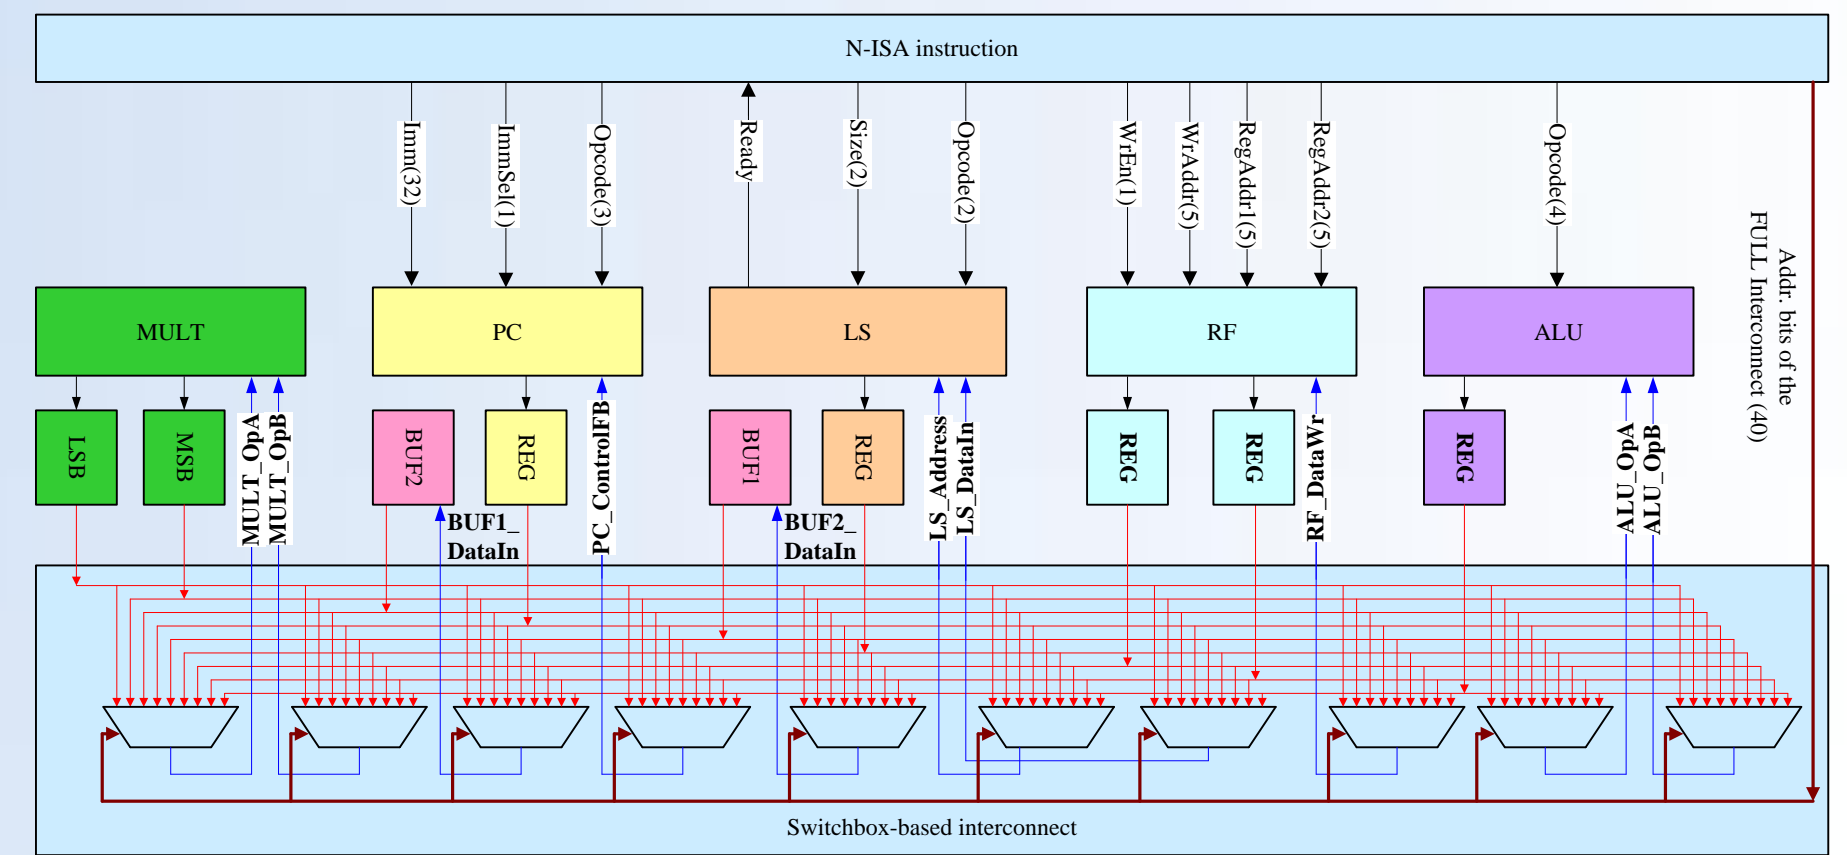 N-ISA instruction
Imm(32)
ImmSel(1)
Opcode(3)
Ready
Size(2)
Opcode(2)
WrEn(1)
WrAddr(5)
RegAddr1(5)
RegAddr2(5)
Opcode(4)
Addr. bits of the
FULL Interconnect (40)
MULT
PC
LS
RF
ALU
LSB
MSB
MULT_OpA
MULT_OpB
BUF2
REG
PC_ControlFB
BUF1
REG
LS_Address
LS_DataIn
REG
REG
RF_DataWr
REG
ALU_OpA
ALU_OpB
BUF1_
DataIn
BUF2_
DataIn
Switchbox-based interconnect